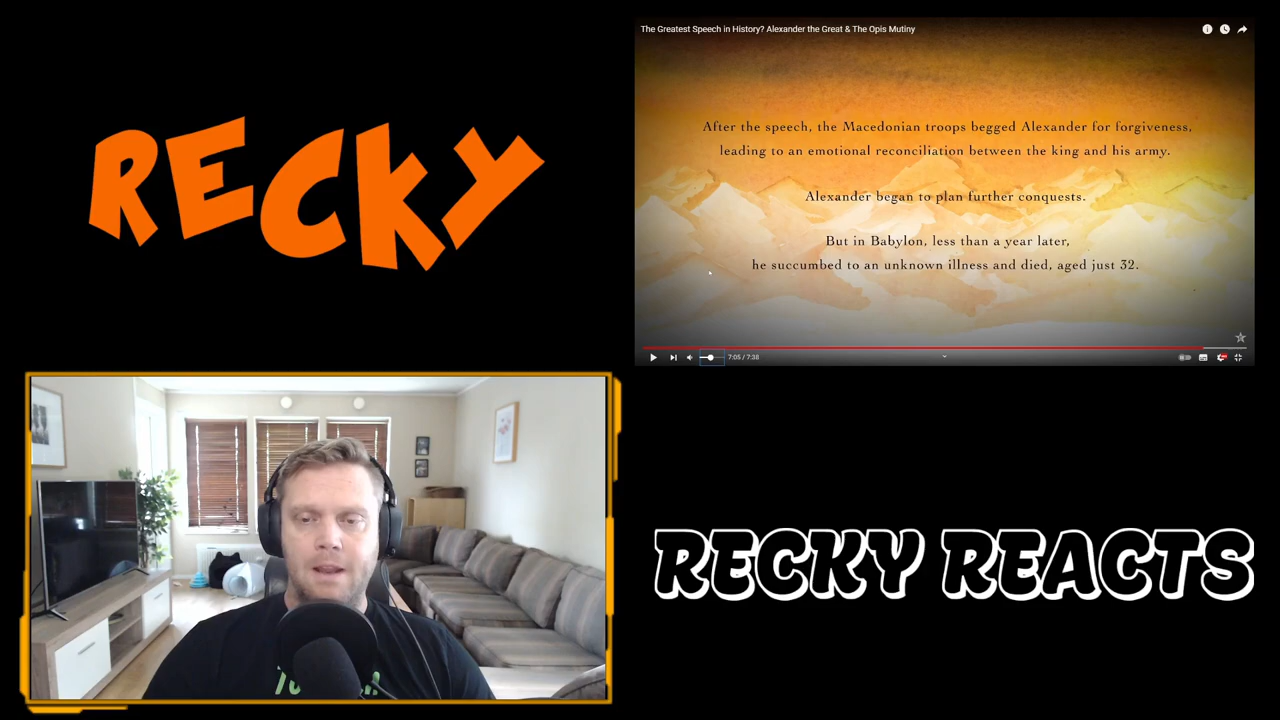 RECKY
The Greatest Speech in History? Alexander the Great & The Opis Mutiny
After the speech, the Macedonian troops begged Alexander for forgiveness,
leading to an emotional reconciliation between the king and his army.
Alexander began to plan further conquests.
But in Babylon, less than a year later,
he succumbed to an unknown illness and died, aged just 32.
7:05 / 7:38
RECKY REACTS